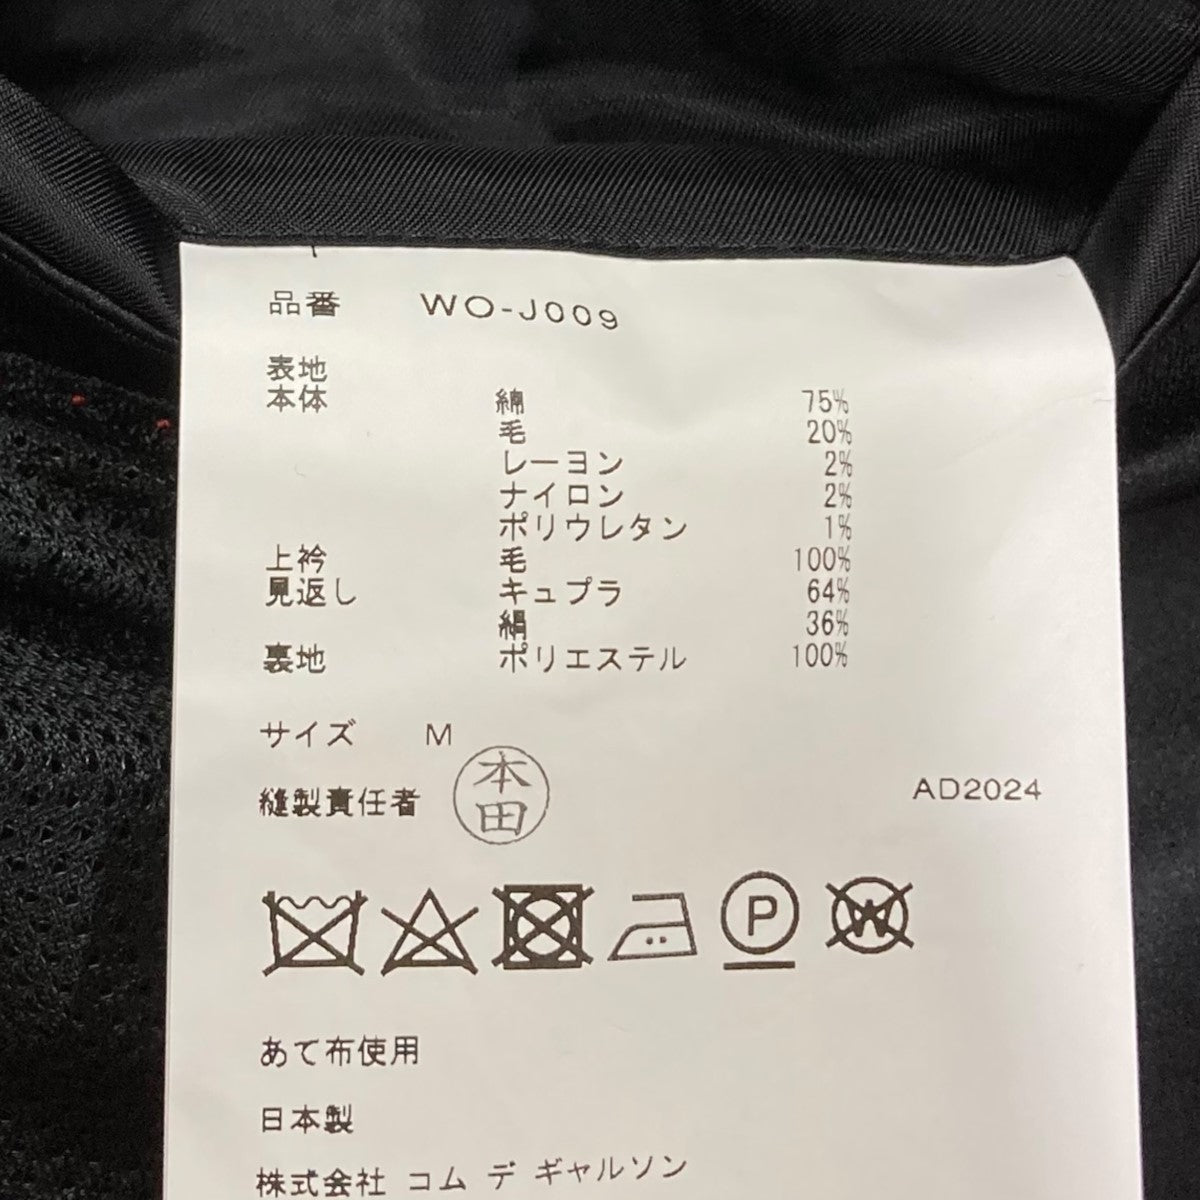 品番 WO-J009
表地
本体 綿 75%
毛 20%
レーヨン 2%
ナイロン 2%
ポリウレタン 1%
上衿 毛 100%
見返し キュプラ 64%
絹 36%
裏地 ポリエステル 100%
サイズ M
縫製責任者 本田 AD2024
P W
あて布使用
日本製
株式会社 コム デ ギャルソン